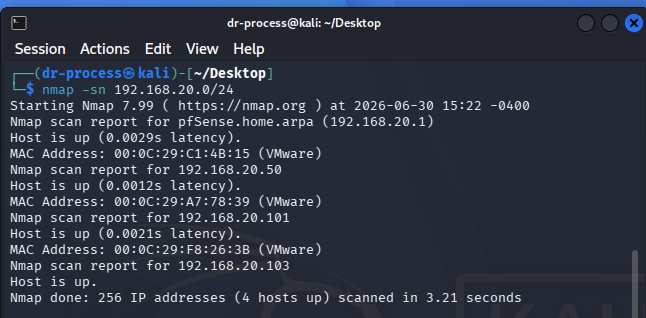 dr-process@kali: ~/Desktop
Session Actions Edit View Help
┌──(dr-process㉿kali)-[~/Desktop]
└─$ nmap -sn 192.168.20.0/24
Starting Nmap 7.99 ( https://nmap.org ) at 2026-06-30 15:22 -0400
Nmap scan report for pfSense.home.arpa (192.168.20.1)
Host is up (0.0029s latency).
MAC Address: 00:0C:29:C1:4B:15 (VMware)
Nmap scan report for 192.168.20.50
Host is up (0.0012s latency).
MAC Address: 00:0C:29:A7:78:39 (VMware)
Nmap scan report for 192.168.20.101
Host is up (0.0021s latency).
MAC Address: 00:0C:29:F8:26:3B (VMware)
Nmap scan report for 192.168.20.103
Host is up.
Nmap done: 256 IP addresses (4 hosts up) scanned in 3.21 seconds